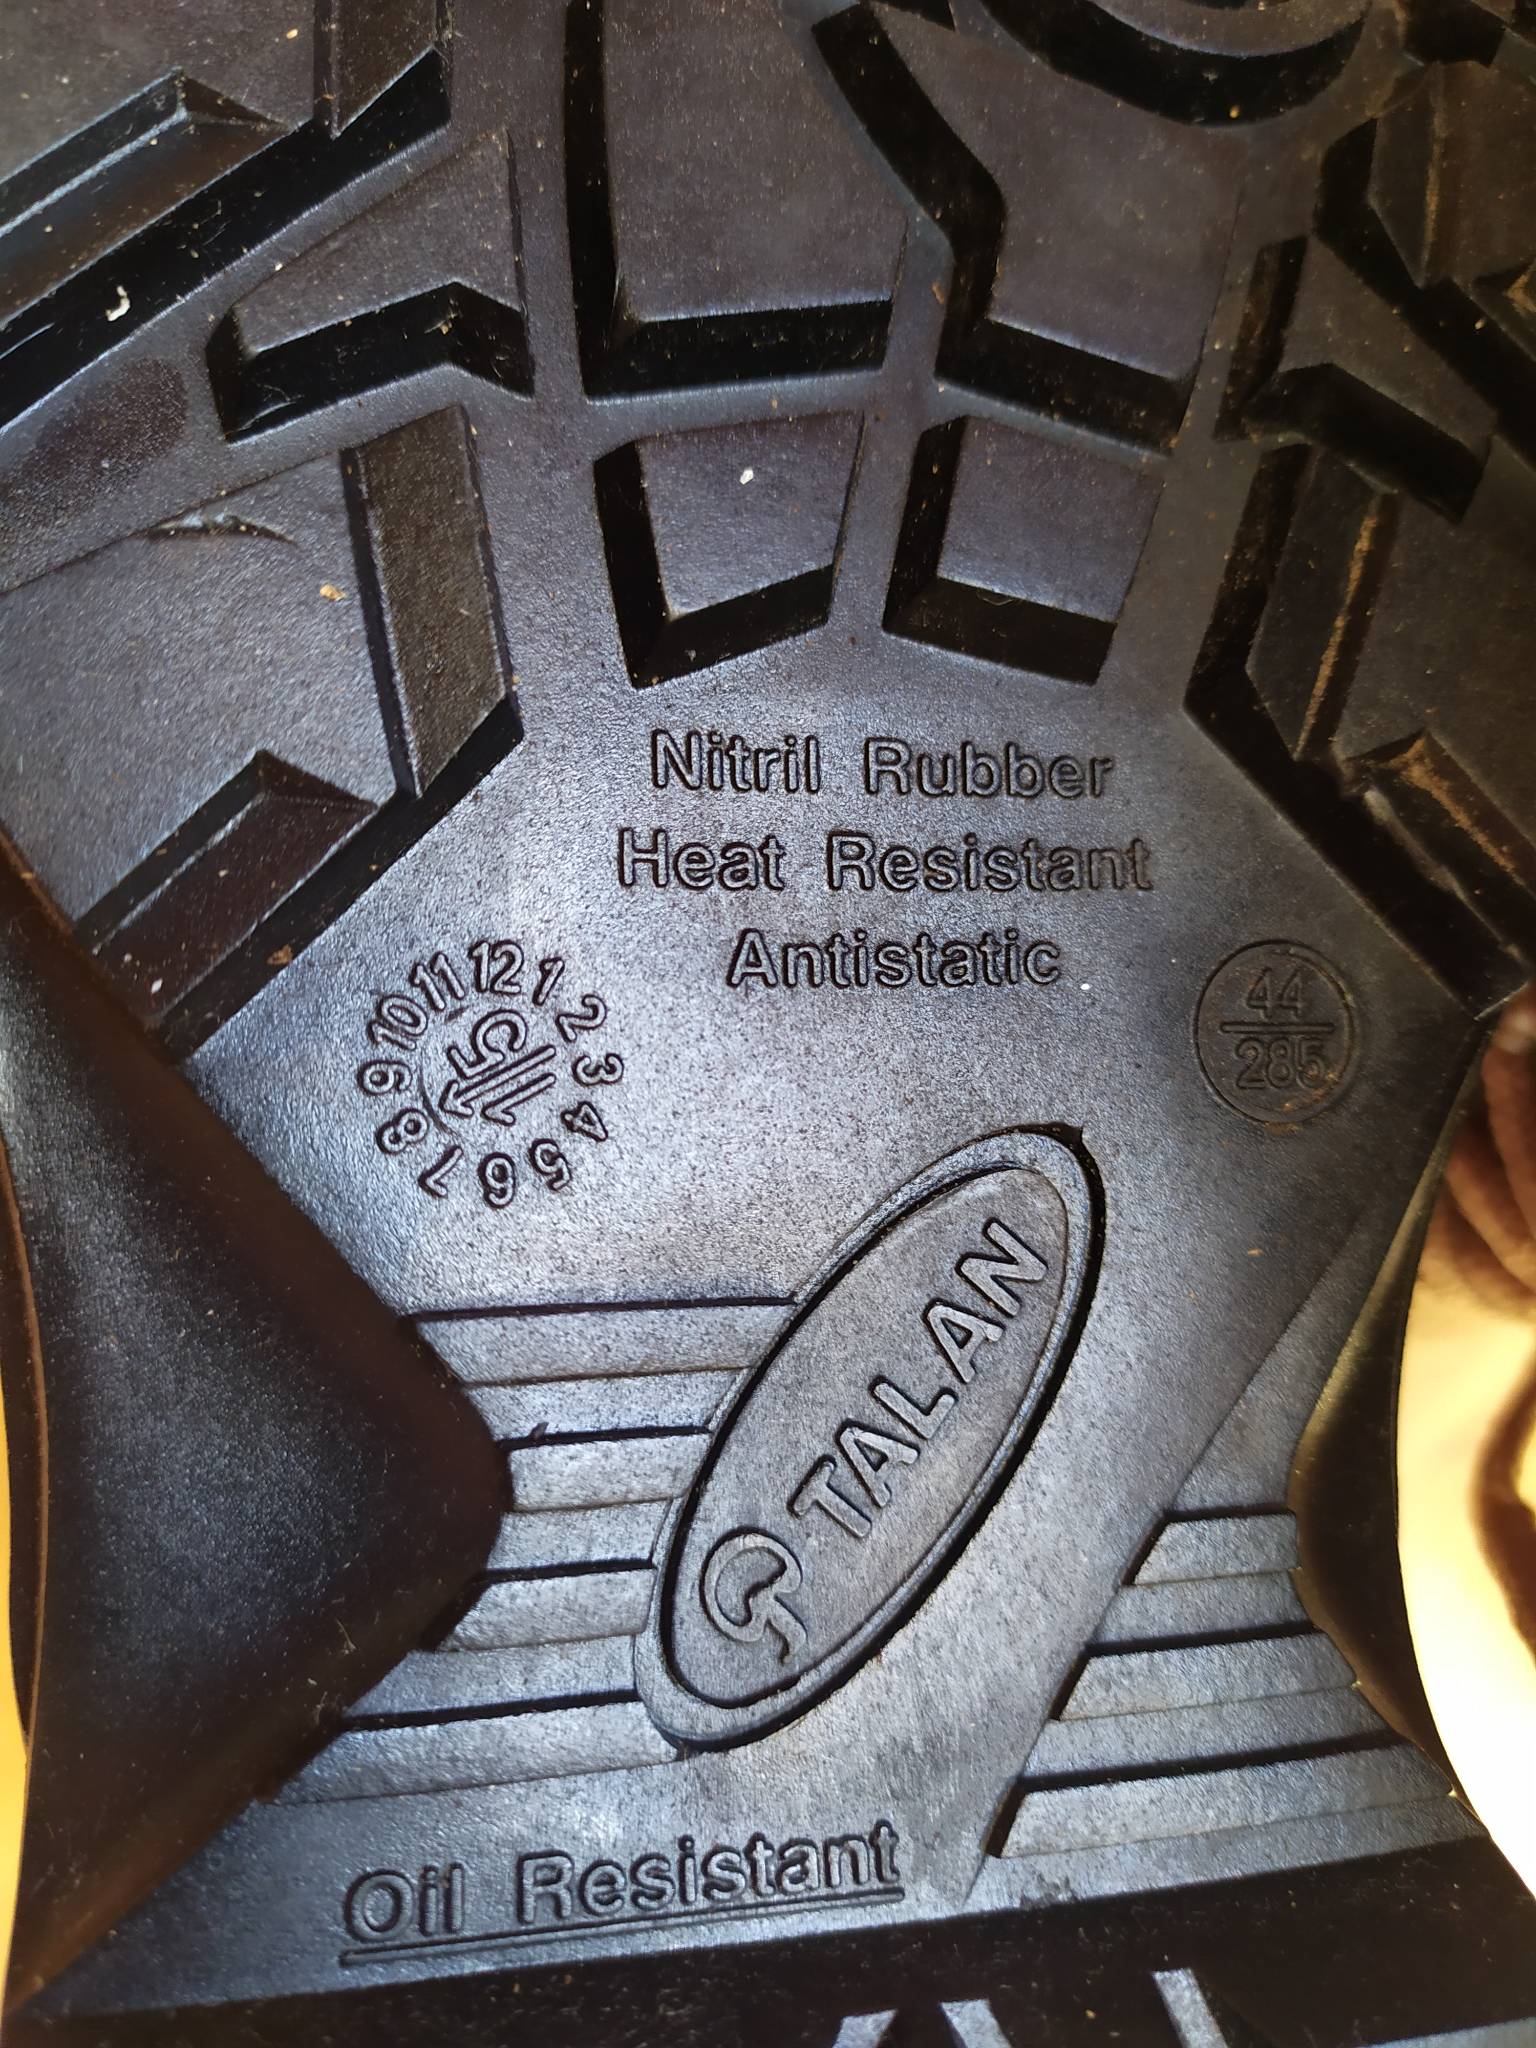 Nitril Rubber
Heat Resistant
Antistatic
12
1
2
3
4
5
6
7
8
9
10
11
44
285
TALAN
Oil Resistant